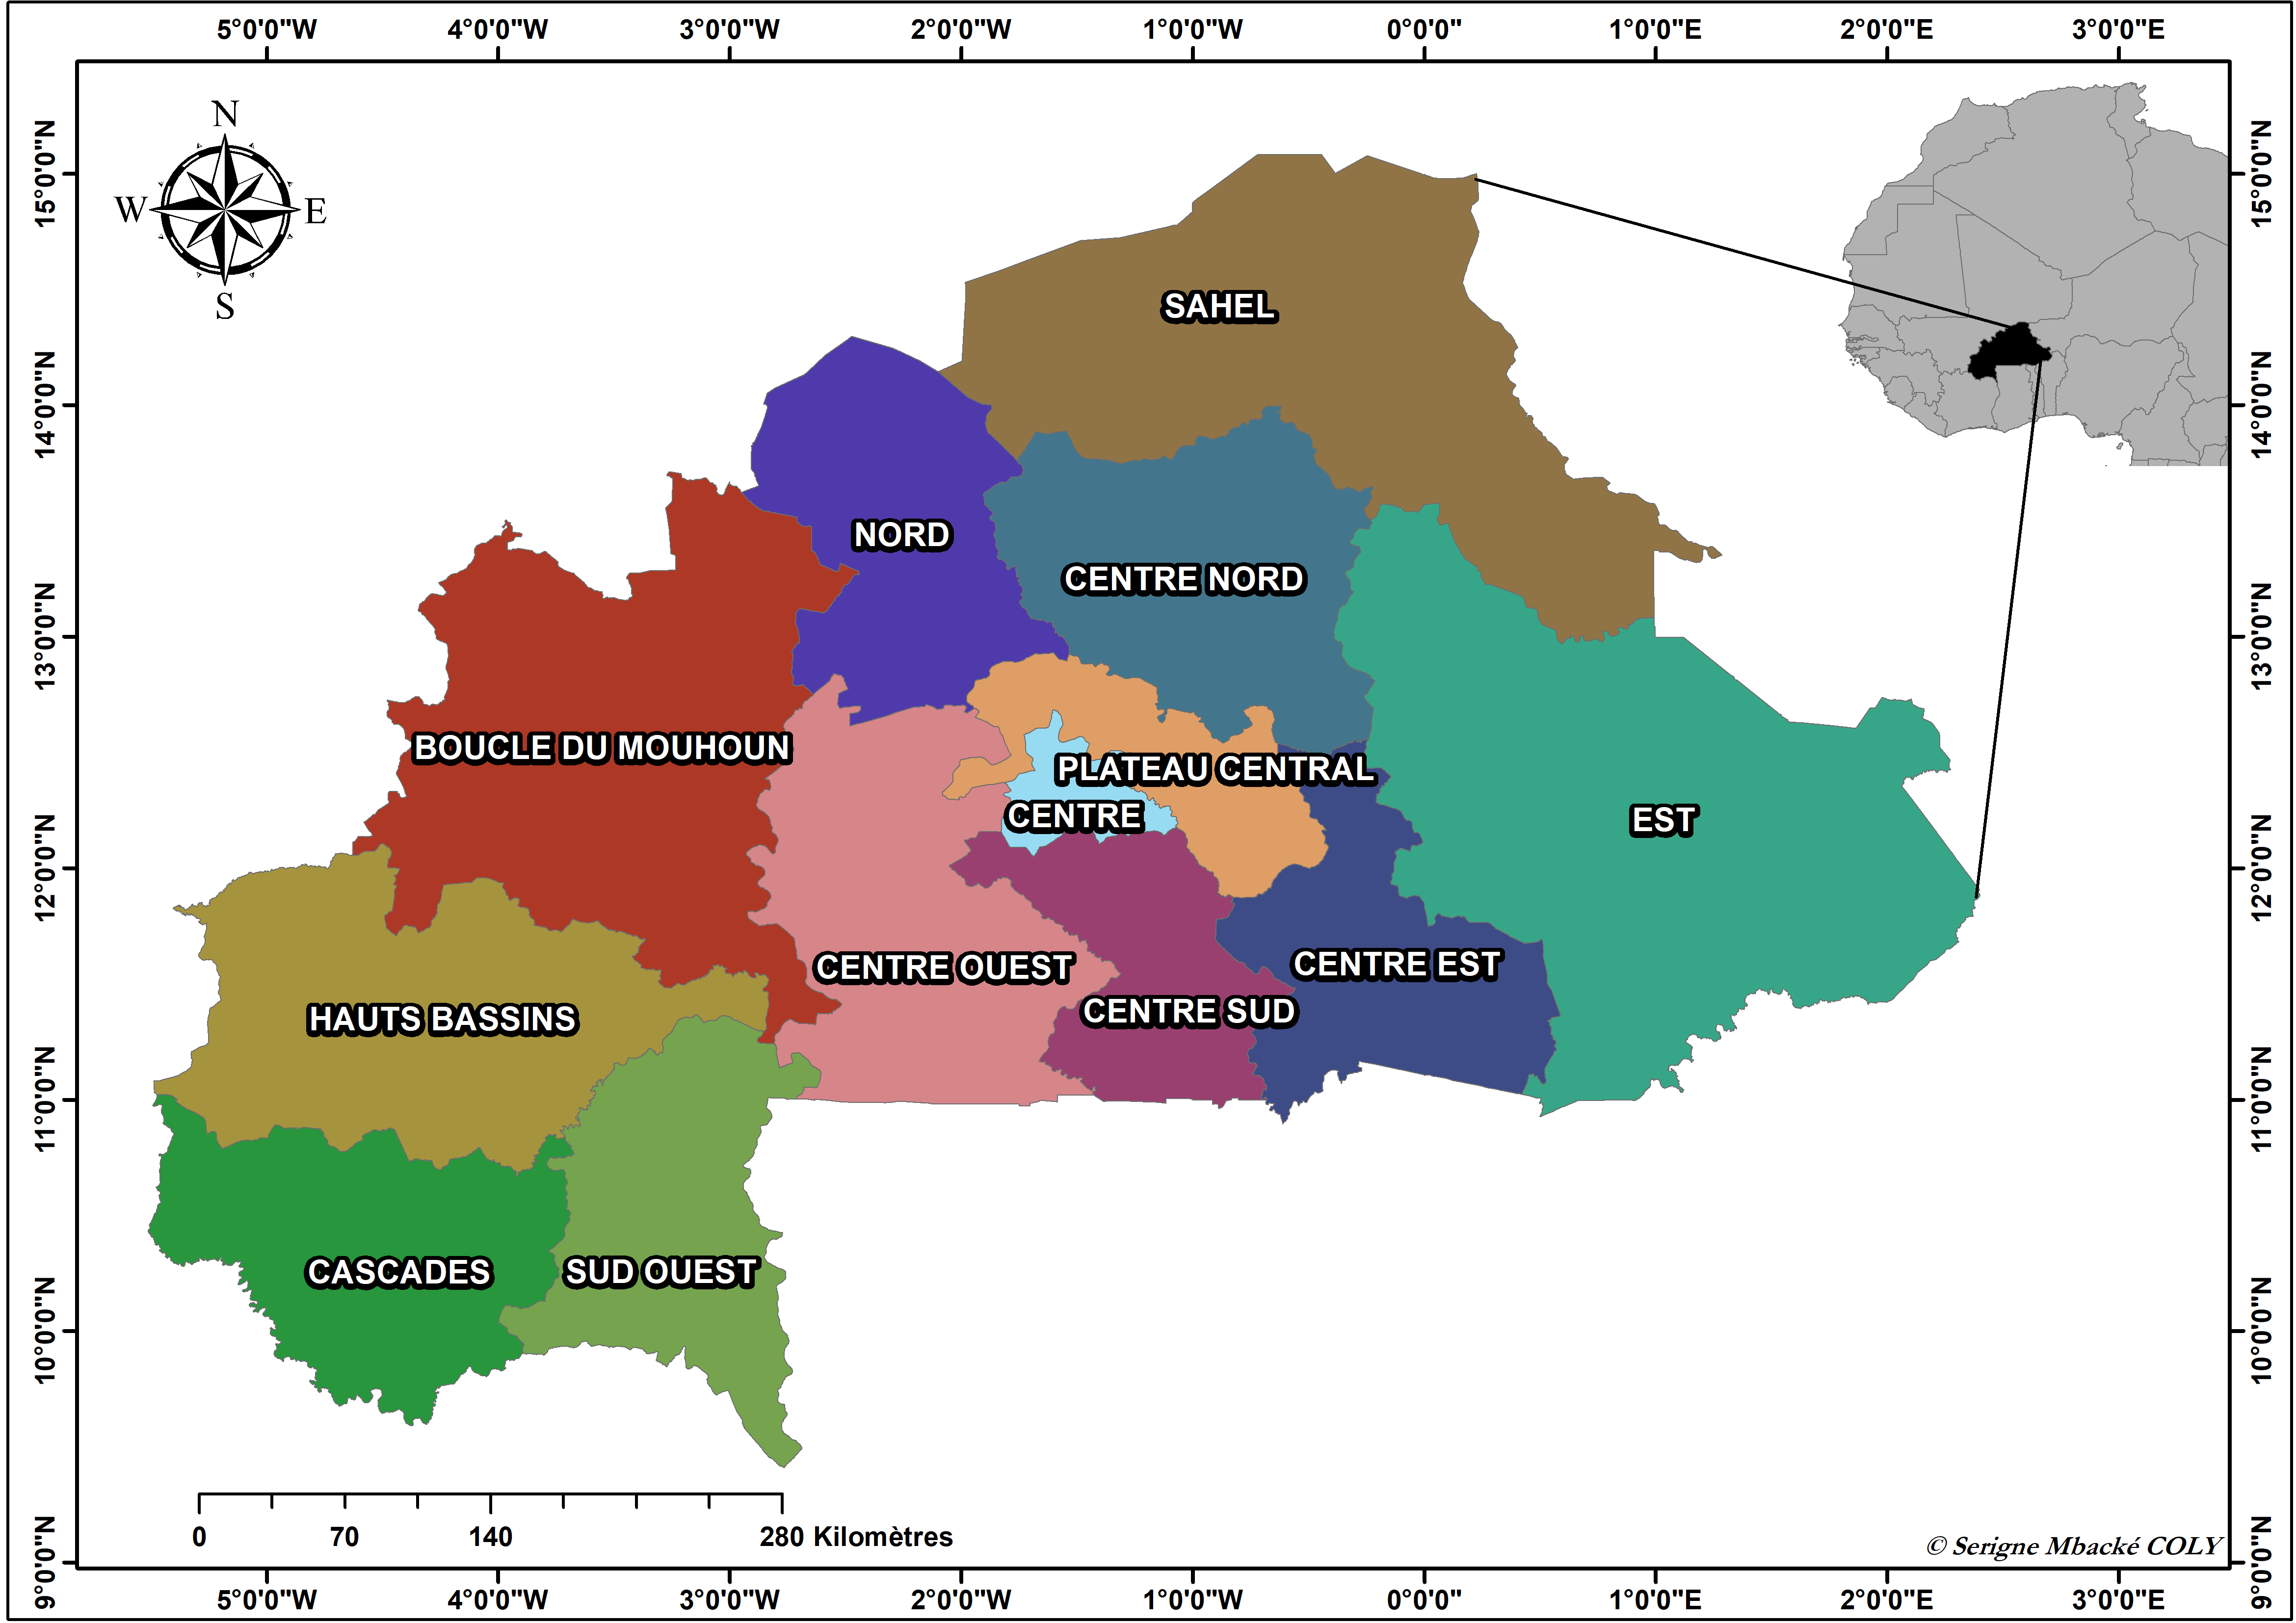 5°0'0"W 4°0'0"W 3°0'0"W 2°0'0"W 1°0'0"W 0°0'0" 1°0'0"E 2°0'0"E 3°0'0"E
15°0'0"N
14°0'0"N
13°0'0"N
12°0'0"N
11°0'0"N
10°0'0"N
9°0'0"N
N
W E
S
SAHEL
NORD
CENTRE NORD
BOUCLE DU MOUHOUN
PLATEAU CENTRAL
CENTRE
EST
CENTRE OUEST
CENTRE EST
CENTRE SUD
HAUTS BASSINS
CASCADES
SUD OUEST
0 70 140 280 Kilomètres
© Serigne Mbacké COLY
15°0'0"N
14°0'0"N
13°0'0"N
12°0'0"N
11°0'0"N
10°0'0"N
9°0'0"N
5°0'0"W 4°0'0"W 3°0'0"W 2°0'0"W 1°0'0"W 0°0'0" 1°0'0"E 2°0'0"E 3°0'0"E